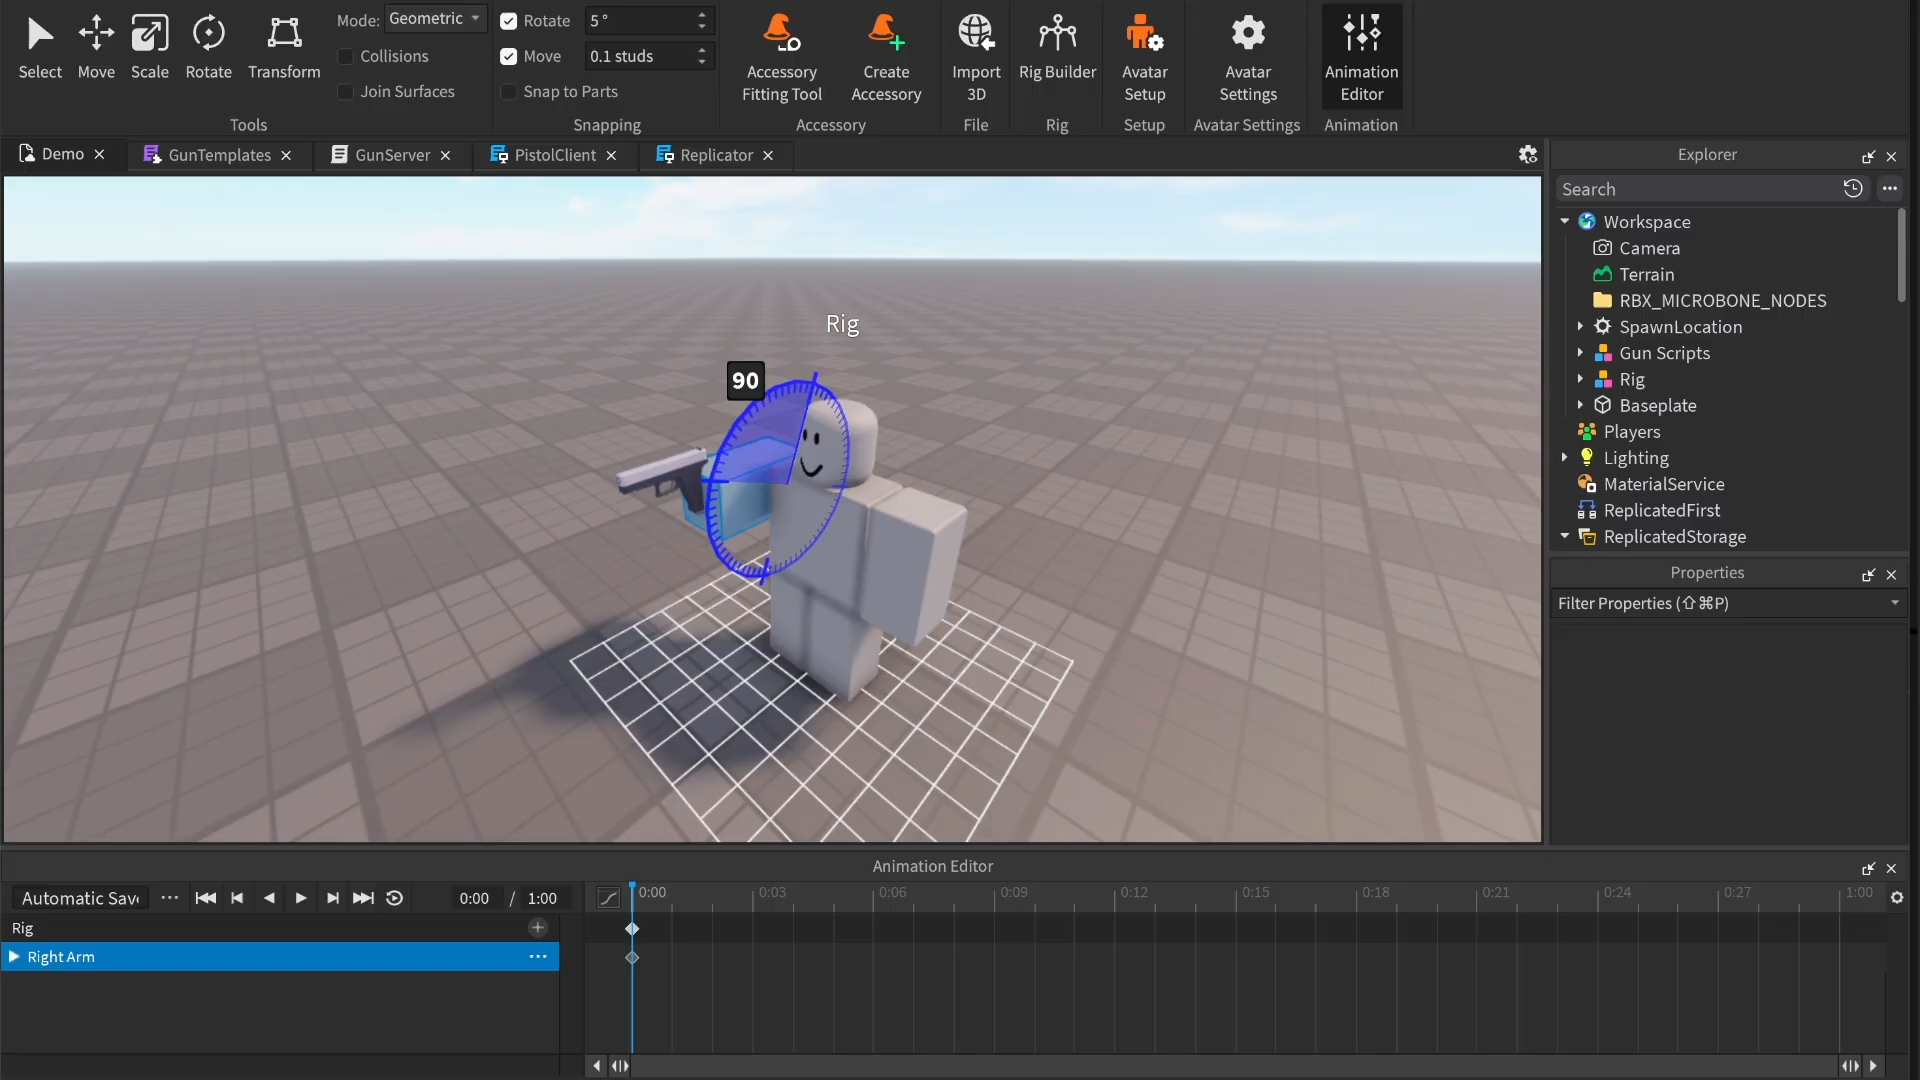 Select
Move
Scale
Rotate
Transform
Mode: Geometric
Collisions
Join Surfaces
Tools
Rotate 5 °
Move 0.1 studs
Snap to Parts
Snapping
Accessory
Fitting Tool
Create
Accessory
Accessory
Import
3D
File
Rig Builder
Rig
Avatar
Setup
Setup
Avatar
Settings
Avatar Settings
Animation
Editor
Animation
Demo
GunTemplates
GunServer
PistolClient
Replicator
Rig
90
Explorer
Search
Workspace
Camera
Terrain
RBX_MICROBONE_NODES
SpawnLocation
Gun Scripts
Rig
Baseplate
Players
Lighting
MaterialService
ReplicatedFirst
ReplicatedStorage
Properties
Filter Properties (⇧⌘P)
Animation Editor
Automatic Sav
0:00 / 1:00
0:00 0:03 0:06 0:09 0:12 0:15 0:18 0:21 0:24 0:27 1:00
Rig
Right Arm